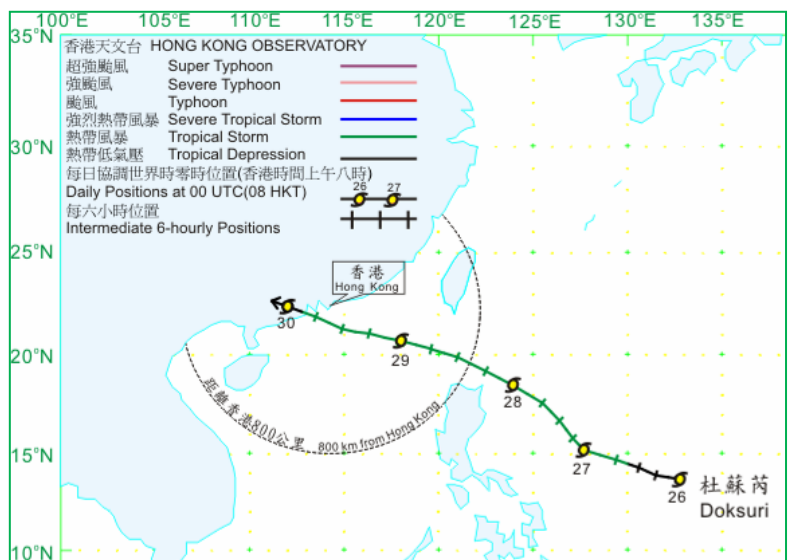 100°E 105°E 110°E 115°E 120°E 125°E 130°E 135°E
35°N
香港天文台 HONG KONG OBSERVATORY
超強颱風 Super Typhoon
強颱風 Severe Typhoon
颱風 Typhoon
強烈熱帶風暴 Severe Tropical Storm
熱帶風暴 Tropical Storm
熱帶低氣壓 Tropical Depression
30°N
每日協調世界時零時位置(香港時間上午八時)
Daily Positions at 00 UTC(08 HKT)
26 27
每六小時位置
Intermediate 6-hourly Positions
25°N
香港
Hong Kong
30
29
20°N
28
距離香港800公里 800 km from Hong Kong
15°N
27
26
杜蘇芮
Doksuri
10°N